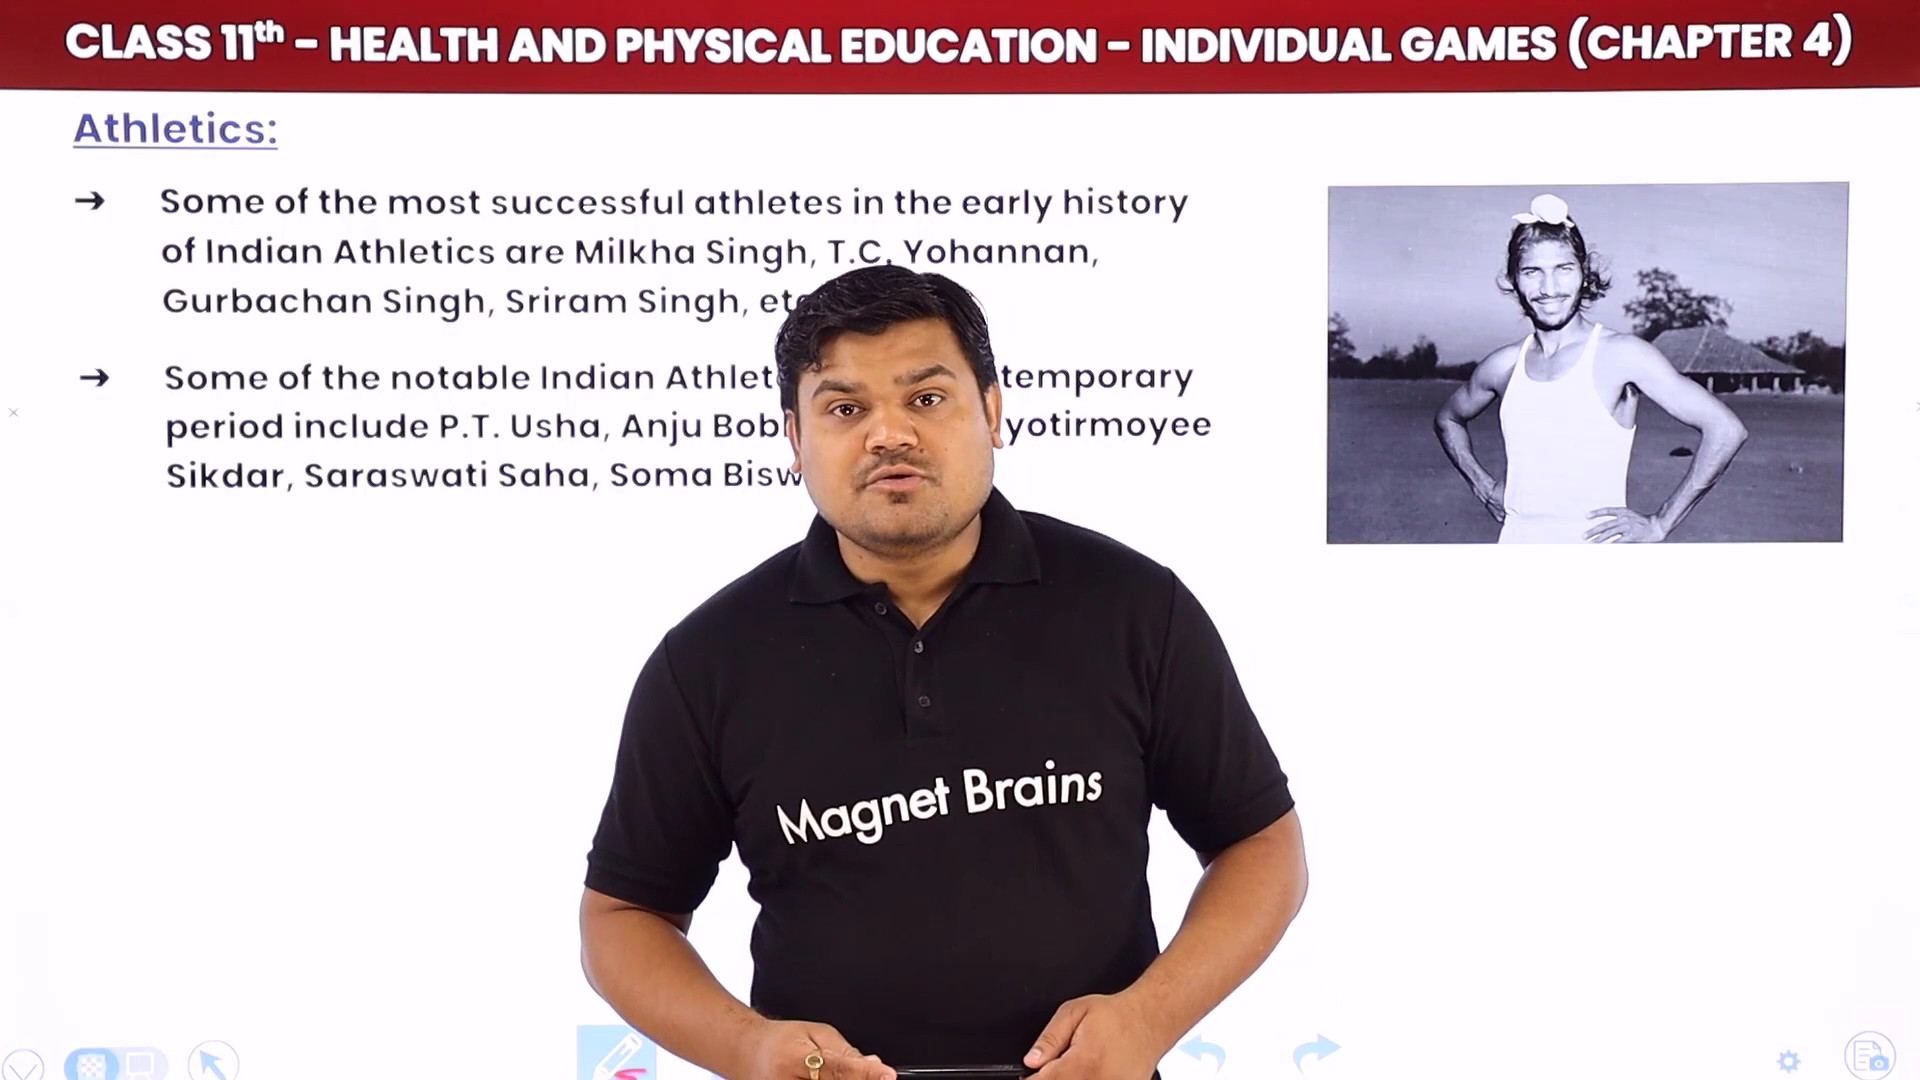 CLASS 11th - HEALTH AND PHYSICAL EDUCATION - INDIVIDUAL GAMES (CHAPTER 4)
Athletics:
→ Some of the most successful athletes in the early history
of Indian Athletics are Milkha Singh, T.C. Yohannan,
Gurbachan Singh, Sriram Singh,
→ Some of the notable Indian
period include P.T. Usha, Anju
Sikdar, Saraswati Saha, Soma
Magnet Brains